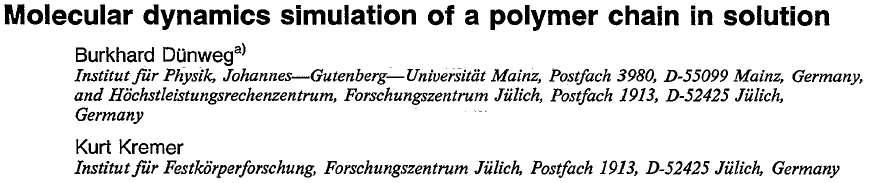 Molecular dynamics simulation of a polymer chain in solution
Burkhard Dünwegᵃ⁾
Institut für Physik, Johannes—Gutenberg—Universität Mainz, Postfach 3980, D-55099 Mainz, Germany,
and Höchstleistungsrechenzentrum, Forschungszentrum Jülich, Postfach 1913, D-52425 Jülich,
Germany
Kurt Kremer
Institut für Festkörperforschung, Forschungszentrum Jülich, Postfach 1913, D-52425 Jülich, Germany